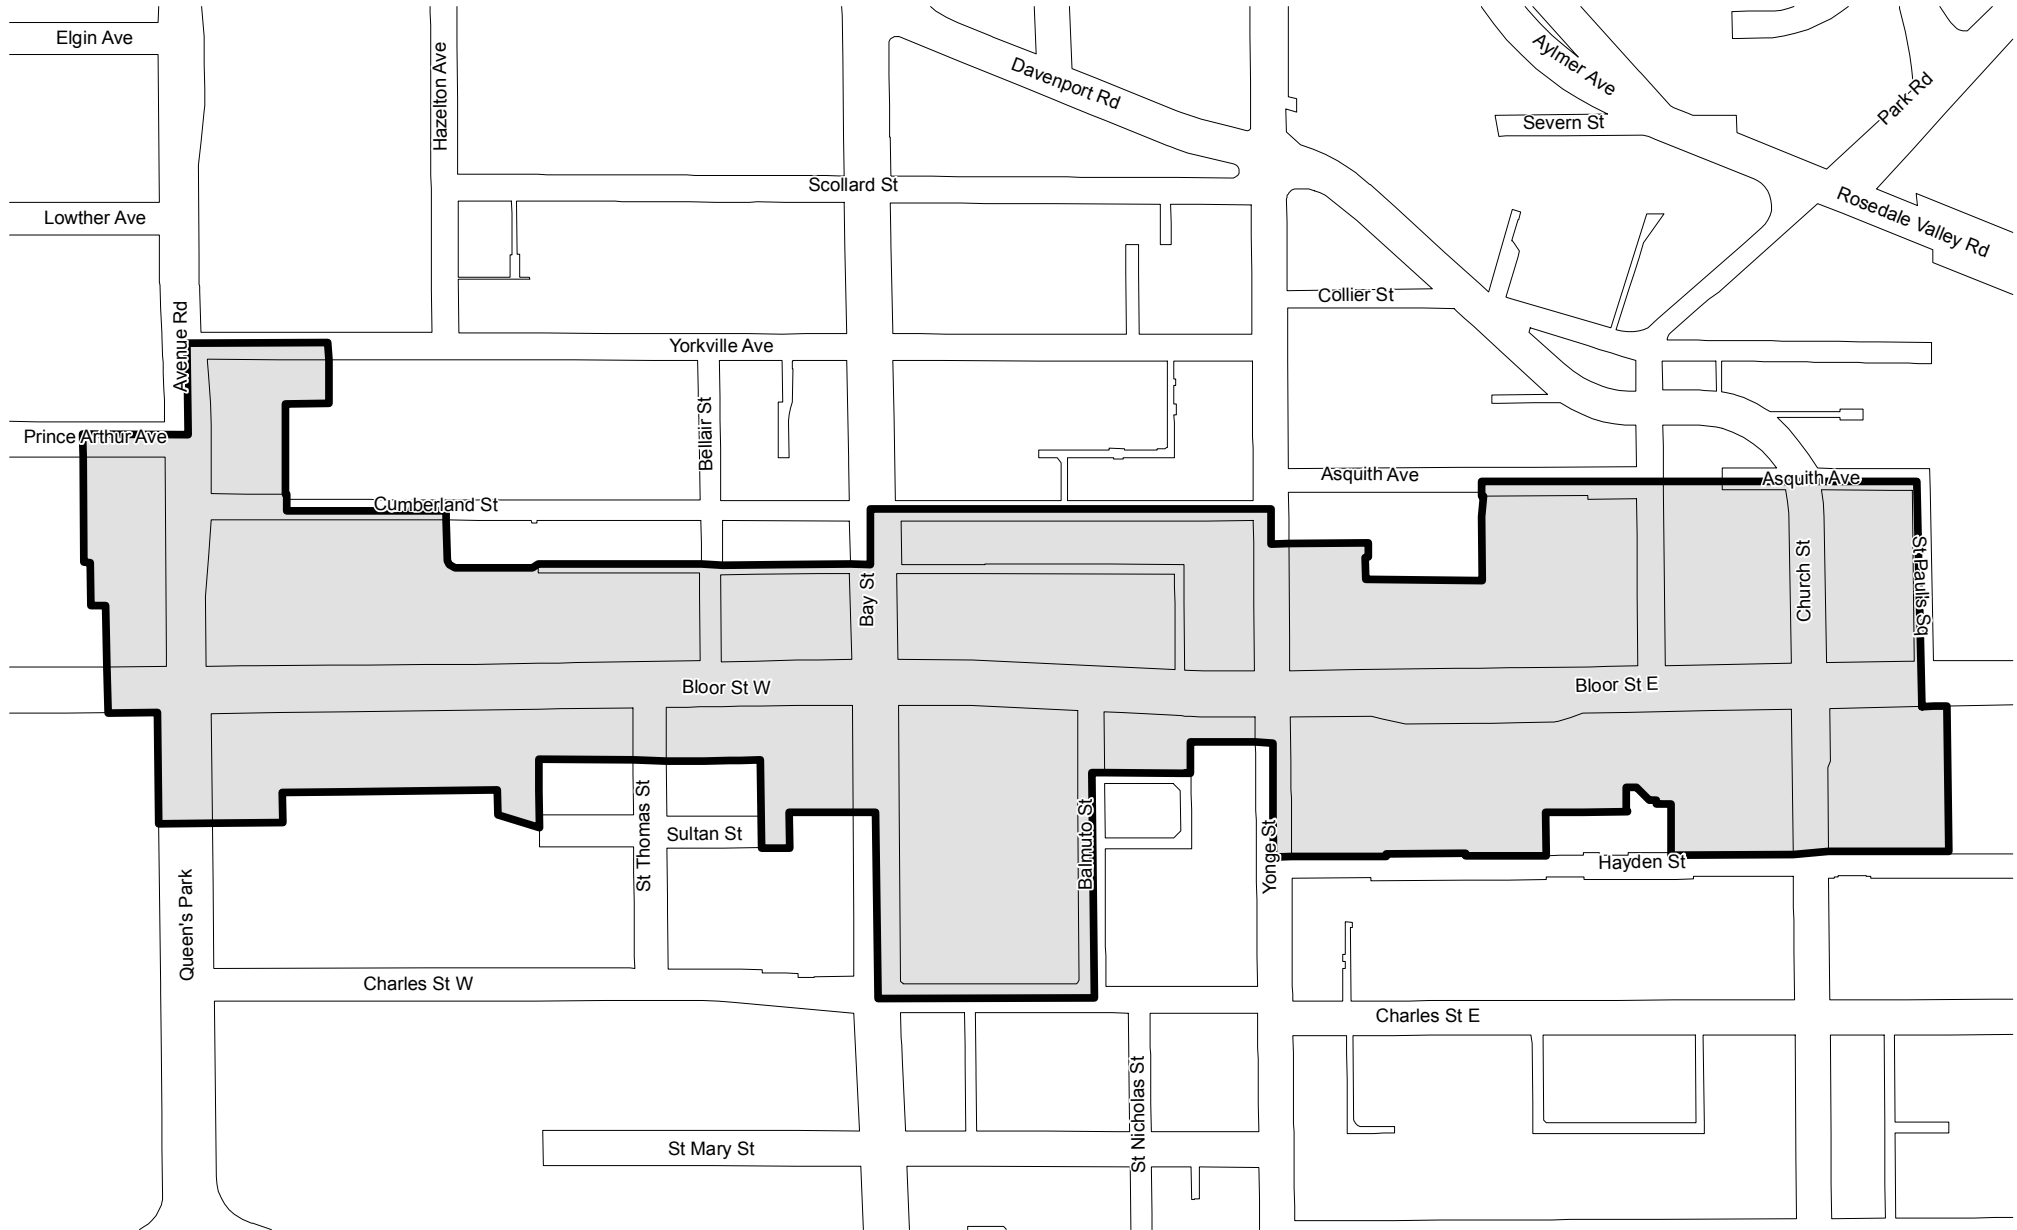 Elgin Ave
Hazelton Ave
Davenport Rd
Aylmer Ave
Park Rd
Severn St
Scollard St
Lowther Ave
Rosedale Valley Rd
Collier St
Avenue Rd
Yorkville Ave
Bellair St
Prince Arthur Ave
Cumberland St
Asquith Ave
Asquith Ave
Bay St
Church St
St Paul's Sq
Bloor St W
Bloor St E
St Thomas St
Sultan St
Balmuto St
Yonge St
Hayden St
Queen's Park
Charles St W
Charles St E
St Nicholas St
St Mary St